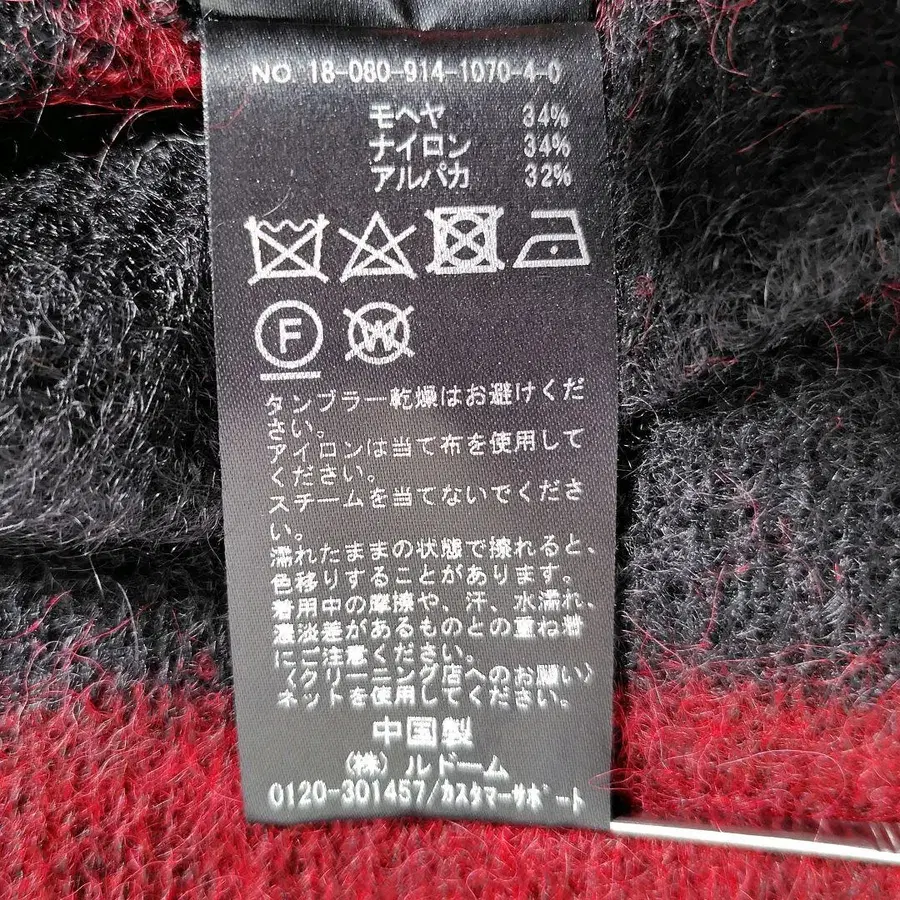 NO. 18-080-914-1070-4-0
モヘヤ 34%
ナイロン 34%
アルパカ 32%
F
W
タンブラー乾燥はお避けくだ
さい。
アイロンは当て布を使用して
ください。
スチームを当てないでくださ
い。
濡れたままの状態で擦れると、
色移りすることがあります。
着用中の摩擦や、汗、水濡れ、
濃淡差があるものとの重ね着
にご注意ください。
〈クリーニング店へのお願い〉
ネットを使用してください。
中国製
(株) ルドーム
0120-301457/カスタマーサポート